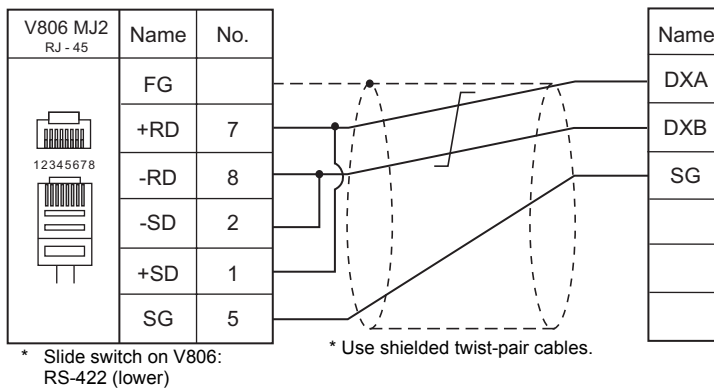 V806 MJ2 Name No. Name
RJ - 45
FG DXA
+RD 7 DXB
12345678
-RD 8 SG
-SD 2
+SD 1
SG 5
* Slide switch on V806:
RS-422 (lower)
* Use shielded twist-pair cables.